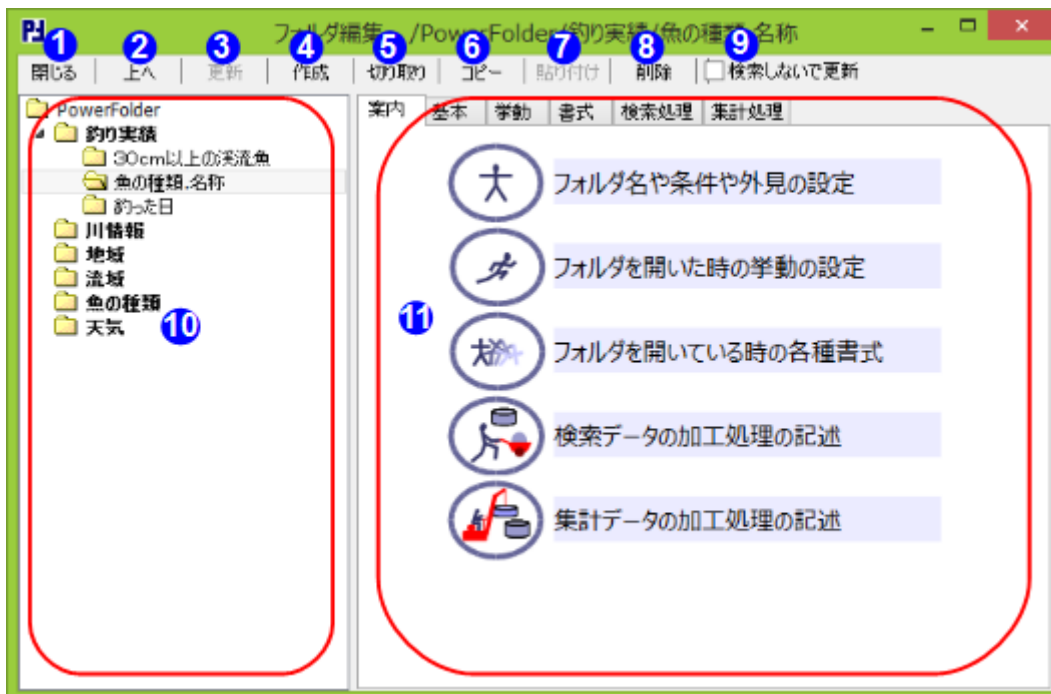 フォルダ編集 - /PowerFolder/釣り実績/魚の種類.名称
1 2 3 4 5 6 7 8 9
閉じる 上へ 更新 作成 切り取り コピー 貼り付け 削除 検索しないで更新
PowerFolder
釣り実績
30cm以上の渓流魚
魚の種類.名称
釣った日
川情報
地域
流域
魚の種類
天気
10
案内 基本 挙動 書式 検索処理 集計処理
フォルダ名や条件や外見の設定
フォルダを開いた時の挙動の設定
11
フォルダを開いている時の各種書式
検索データの加工処理の記述
集計データの加工処理の記述